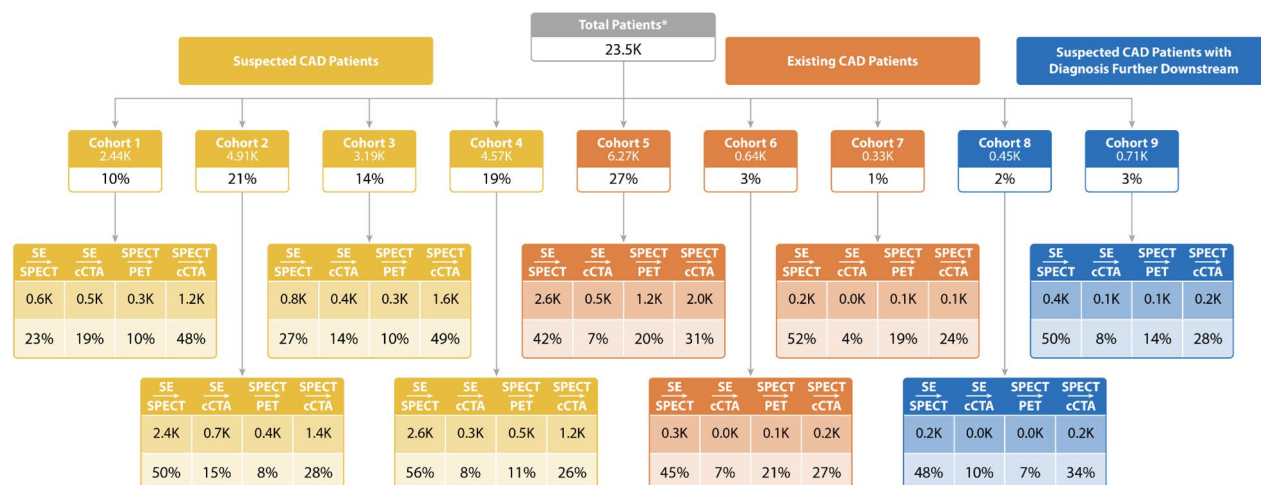 Total Patients*
23.5K
Suspected CAD Patients
Existing CAD Patients
Suspected CAD Patients with
Diagnosis Further Downstream
Cohort 1
2.44K
10%
Cohort 2
4.91K
21%
Cohort 3
3.19K
14%
Cohort 4
4.57K
19%
Cohort 5
6.27K
27%
Cohort 6
0.64K
3%
Cohort 7
0.33K
1%
Cohort 8
0.45K
2%
Cohort 9
0.71K
3%
SE SE SPECT SPECT
SPECT cCTA PET cCTA
0.6K 0.5K 0.3K 1.2K
23% 19% 10% 48%
SE SE SPECT SPECT
SPECT cCTA PET cCTA
0.8K 0.4K 0.3K 1.6K
27% 14% 10% 49%
SE SE SPECT SPECT
SPECT cCTA PET cCTA
2.6K 0.5K 1.2K 2.0K
42% 7% 20% 31%
SE SE SPECT SPECT
SPECT cCTA PET cCTA
0.2K 0.0K 0.1K 0.1K
52% 4% 19% 24%
SE SE SPECT SPECT
SPECT cCTA PET cCTA
0.4K 0.1K 0.1K 0.2K
50% 8% 14% 28%
SE SE SPECT SPECT
SPECT cCTA PET cCTA
2.4K 0.7K 0.4K 1.4K
50% 15% 8% 28%
SE SE SPECT SPECT
SPECT cCTA PET cCTA
2.6K 0.3K 0.5K 1.2K
56% 8% 11% 26%
SE SE SPECT SPECT
SPECT cCTA PET cCTA
0.3K 0.0K 0.1K 0.2K
45% 7% 21% 27%
SE SE SPECT SPECT
SPECT cCTA PET cCTA
0.2K 0.0K 0.0K 0.2K
48% 10% 7% 34%